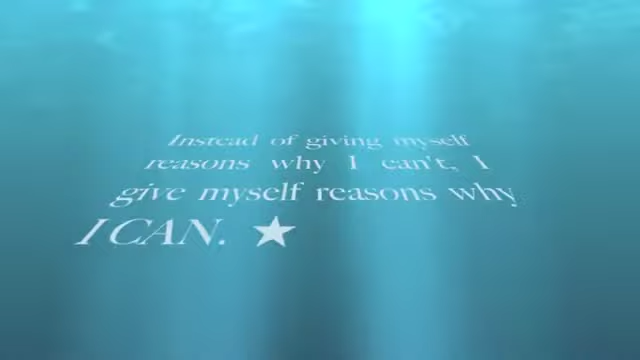 Instead of giving myself
reasons why I can't, I
give myself reasons why
I CAN. ★